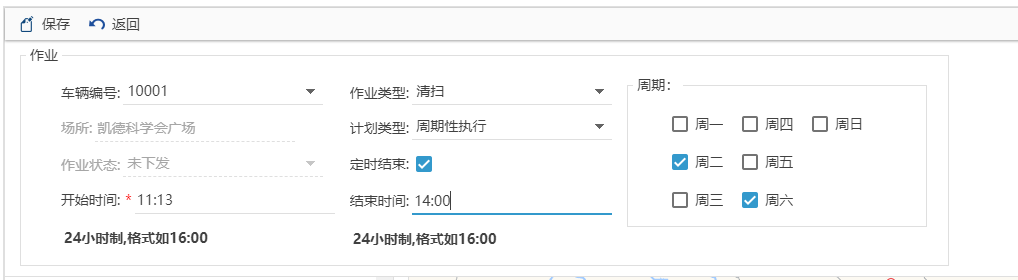 保存 返回
作业
车辆编号: 10001 作业类型: 清扫 周期:
场所: 凯德科学会广场 计划类型: 周期性执行 周一 周四 周日
作业状态: 未下发 定时结束: 周二 周五
开始时间: * 11:13 结束时间: 14:00 周三 周六
24小时制,格式如16:00 24小时制,格式如16:00